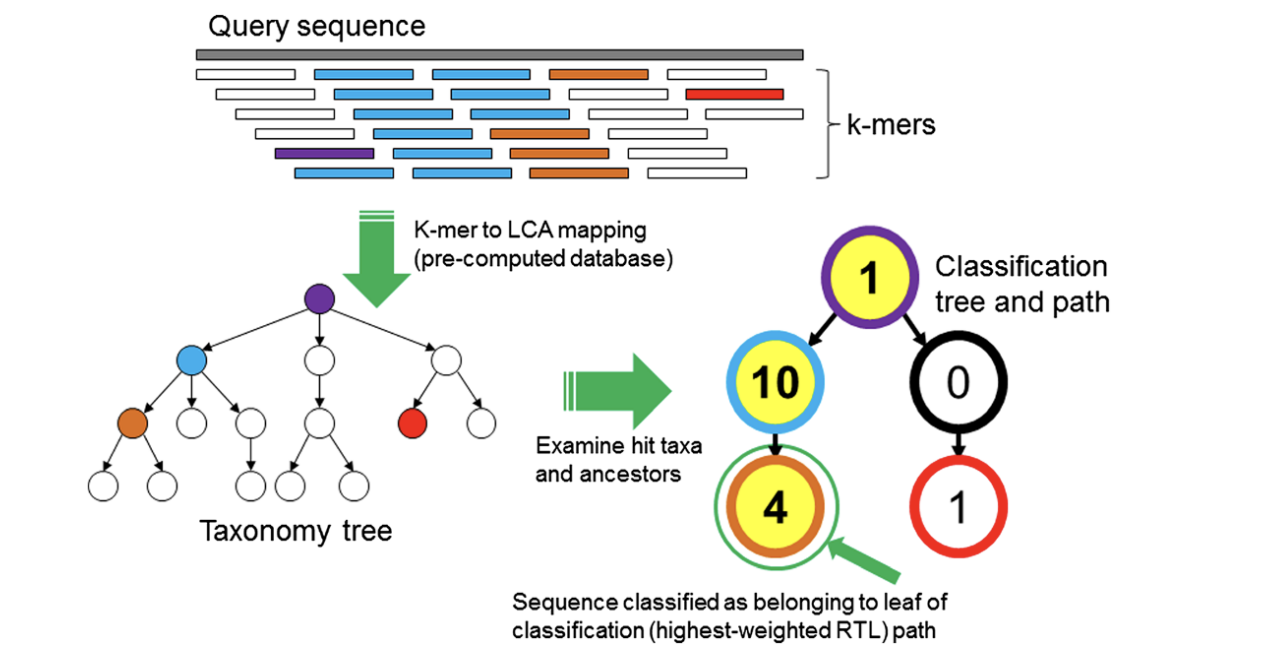 Query sequence
k-mers
K-mer to LCA mapping
(pre-computed database)
1
Classification
tree and path
10
0
Examine hit taxa
and ancestors
4
1
Taxonomy tree
Sequence classified as belonging to leaf of
classification (highest-weighted RTL) path